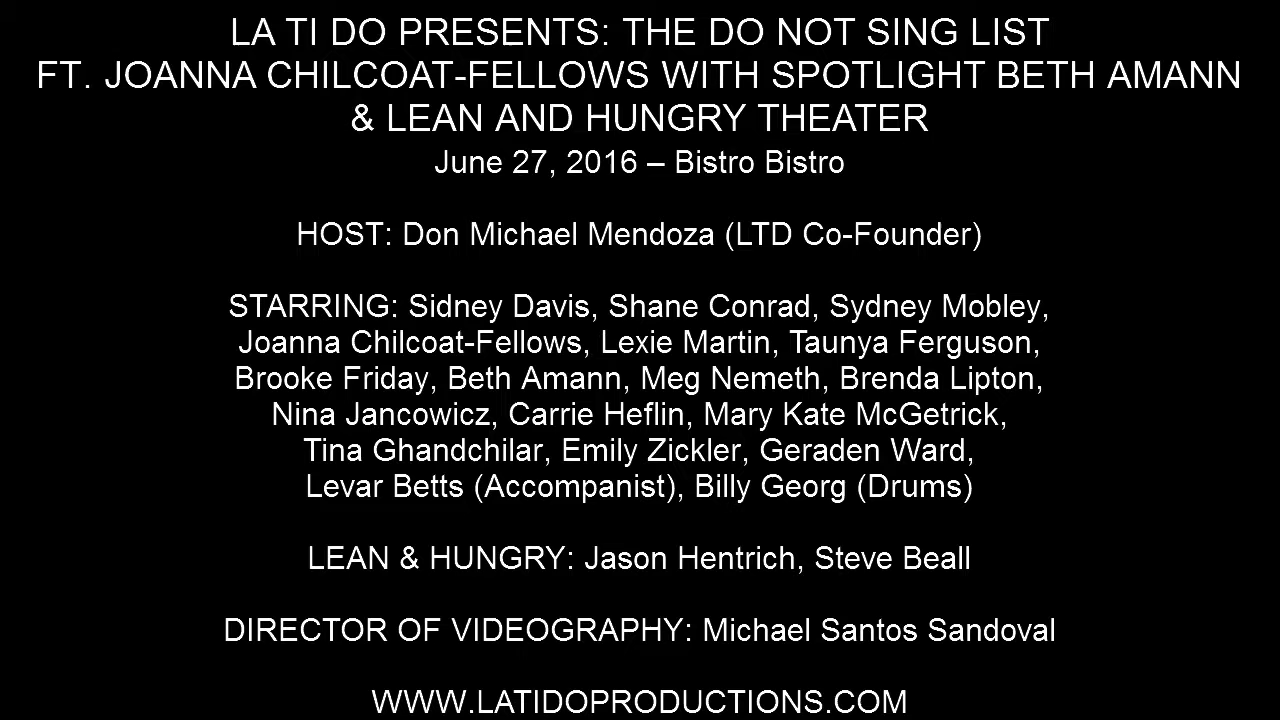 LA TI DO PRESENTS: THE DO NOT SING LIST
FT. JOANNA CHILCOAT-FELLOWS WITH SPOTLIGHT BETH AMANN
& LEAN AND HUNGRY THEATER
June 27, 2016 – Bistro Bistro
HOST: Don Michael Mendoza (LTD Co-Founder)
STARRING: Sidney Davis, Shane Conrad, Sydney Mobley,
Joanna Chilcoat-Fellows, Lexie Martin, Taunya Ferguson,
Brooke Friday, Beth Amann, Meg Nemeth, Brenda Lipton,
Nina Jancowicz, Carrie Heflin, Mary Kate McGetrick,
Tina Ghandchilar, Emily Zickler, Geraden Ward,
Levar Betts (Accompanist), Billy Georg (Drums)
LEAN & HUNGRY: Jason Hentrich, Steve Beall
DIRECTOR OF VIDEOGRAPHY: Michael Santos Sandoval
WWW.LATIDOPRODUCTIONS.COM